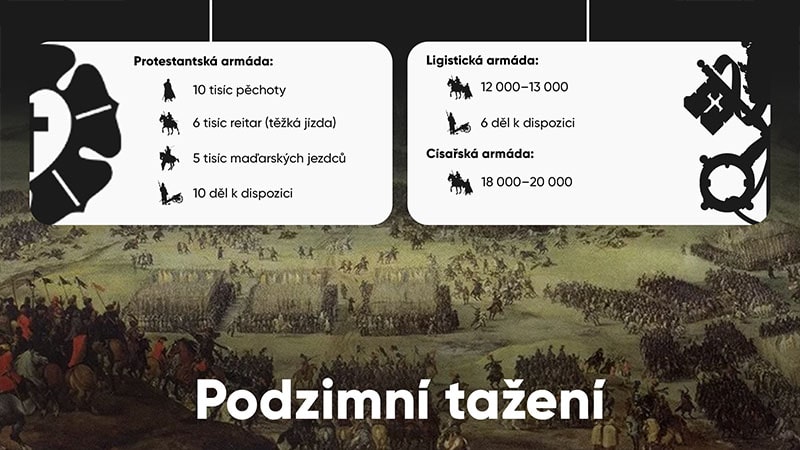 Protestantská armáda:
10 tisíc pěchoty
6 tisíc reitar (těžká jízda)
5 tisíc maďarských jezdců
10 děl k dispozici
Ligistická armáda:
12 000–13 000
6 děl k dispozici
Císařská armáda:
18 000–20 000
Podzimní tažení